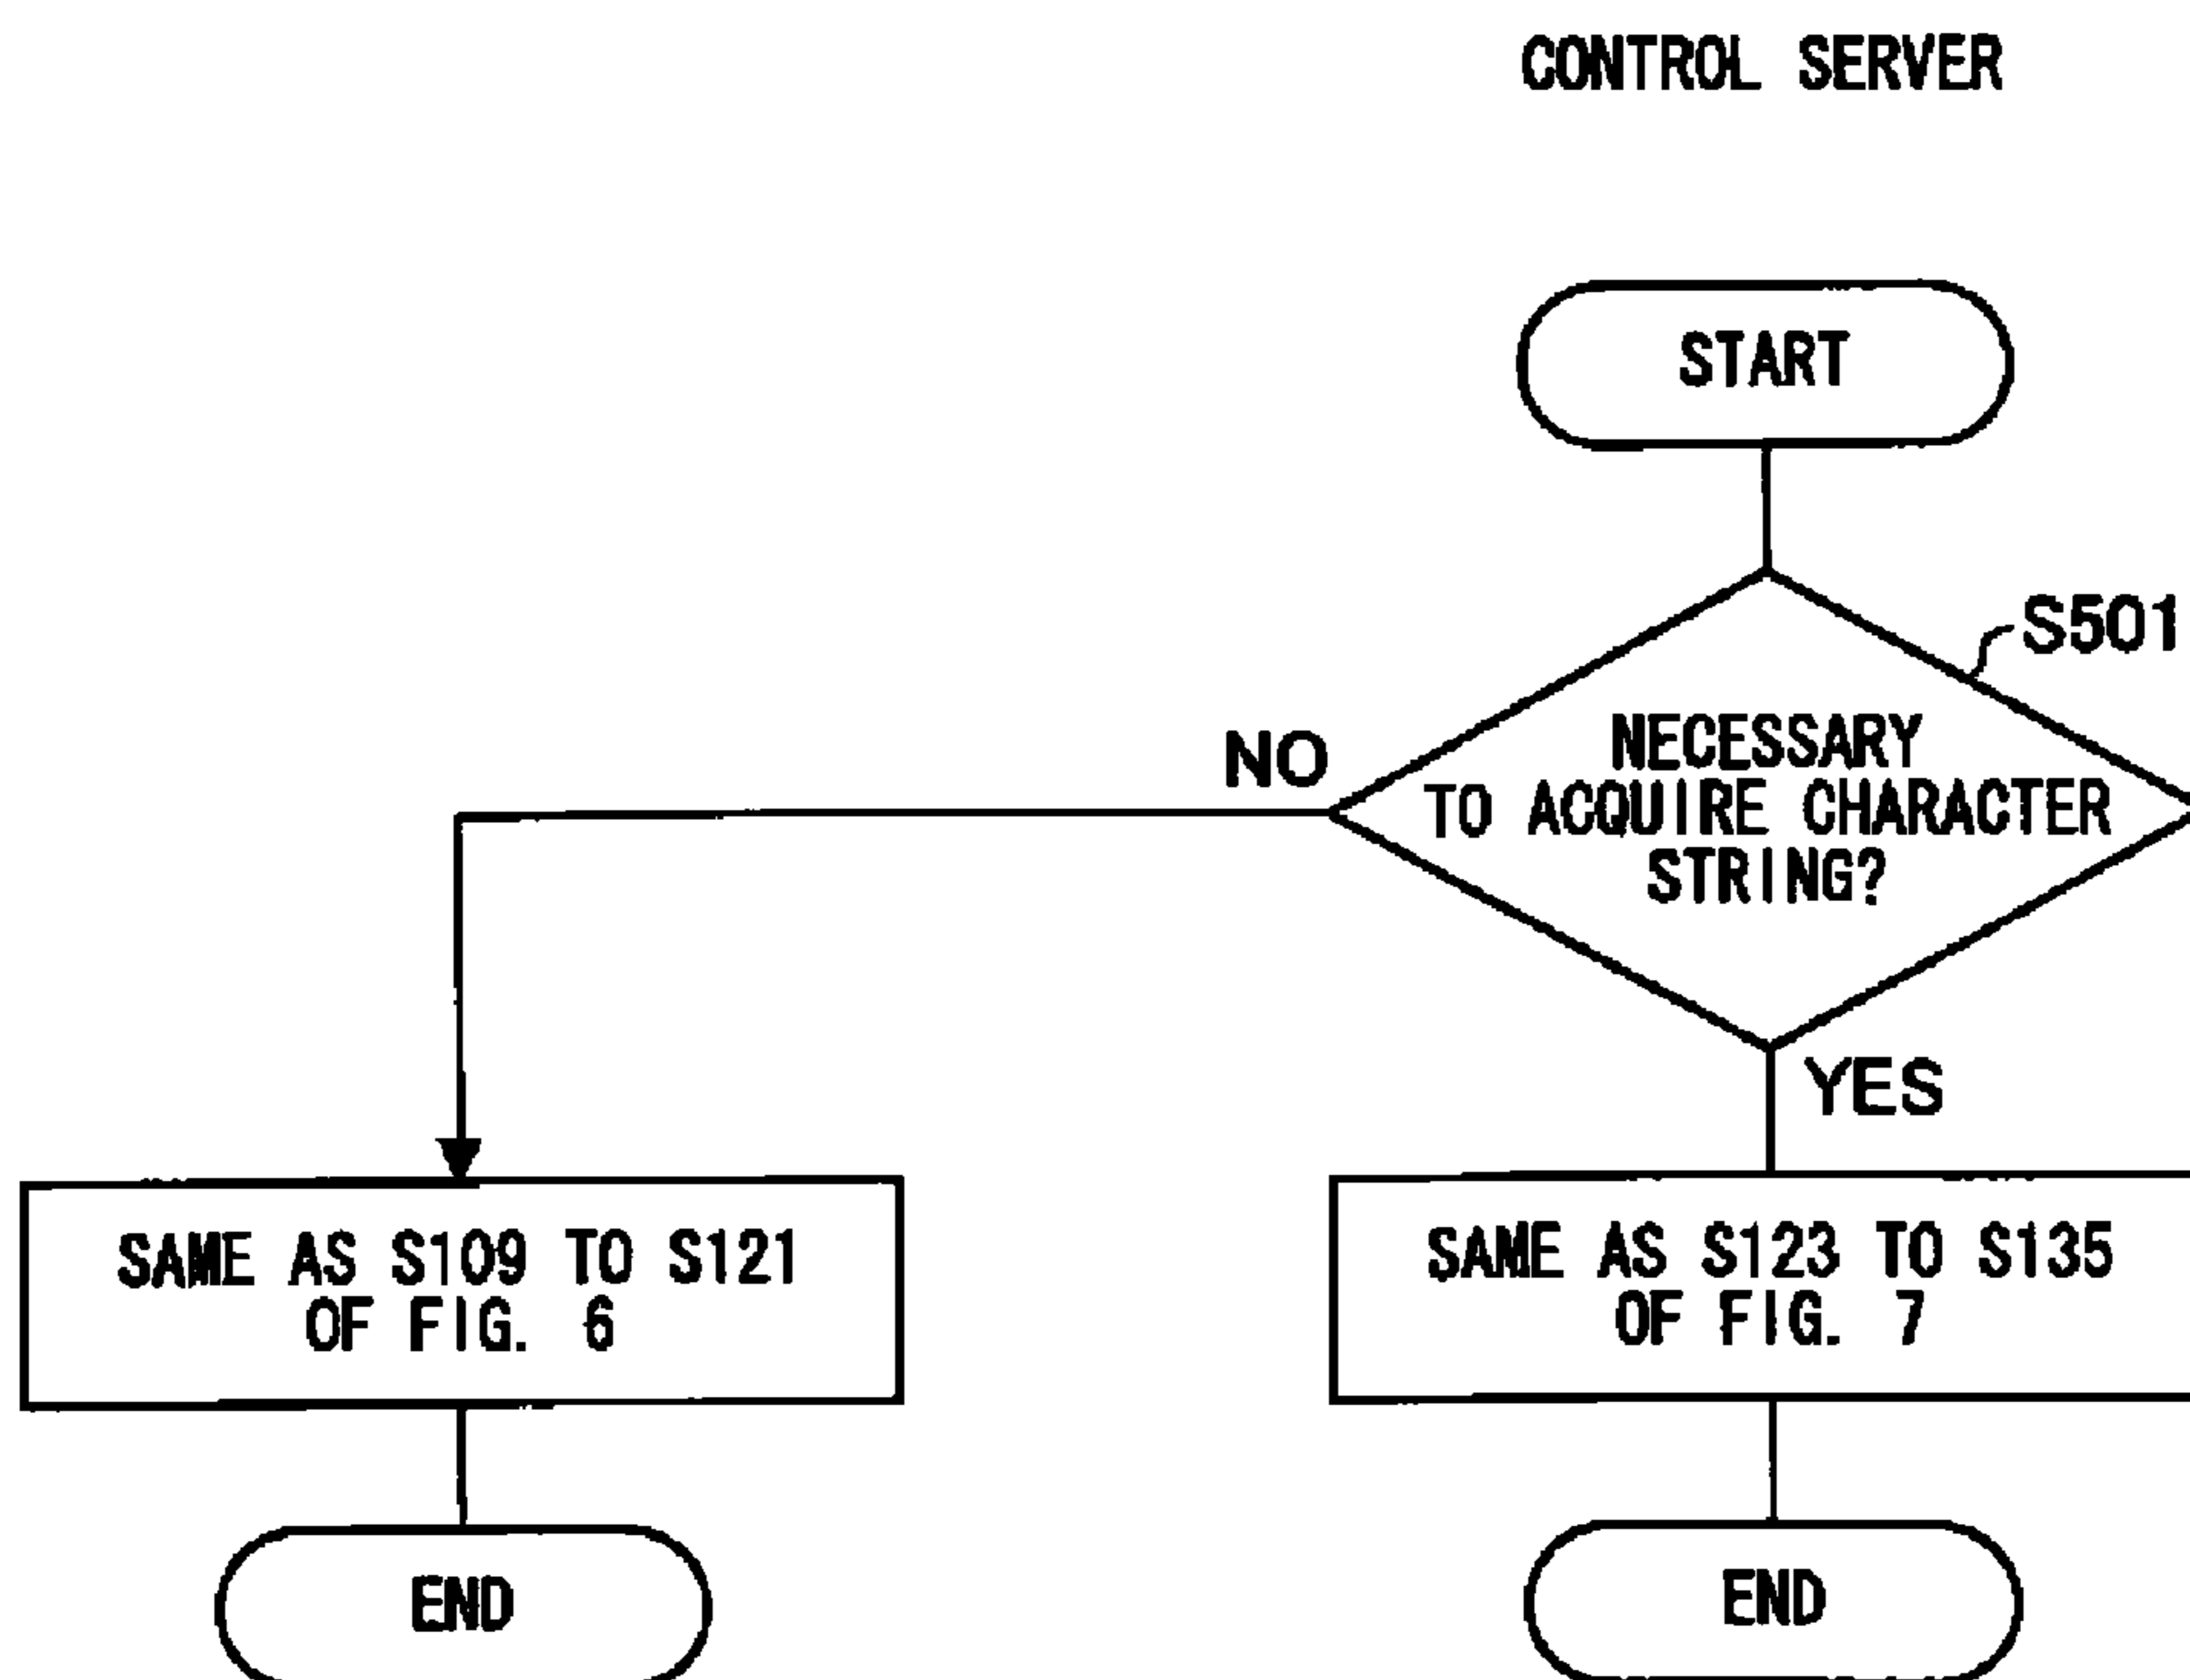 CONTROL SERVER
START
S501
NECESSARY
TO ACQUIRE CHARACTER
STRING?
NO
YES
SAME AS S109 TO S121
OF FIG. 6
SAME AS S123 TO S135
OF FIG. 7
END
END